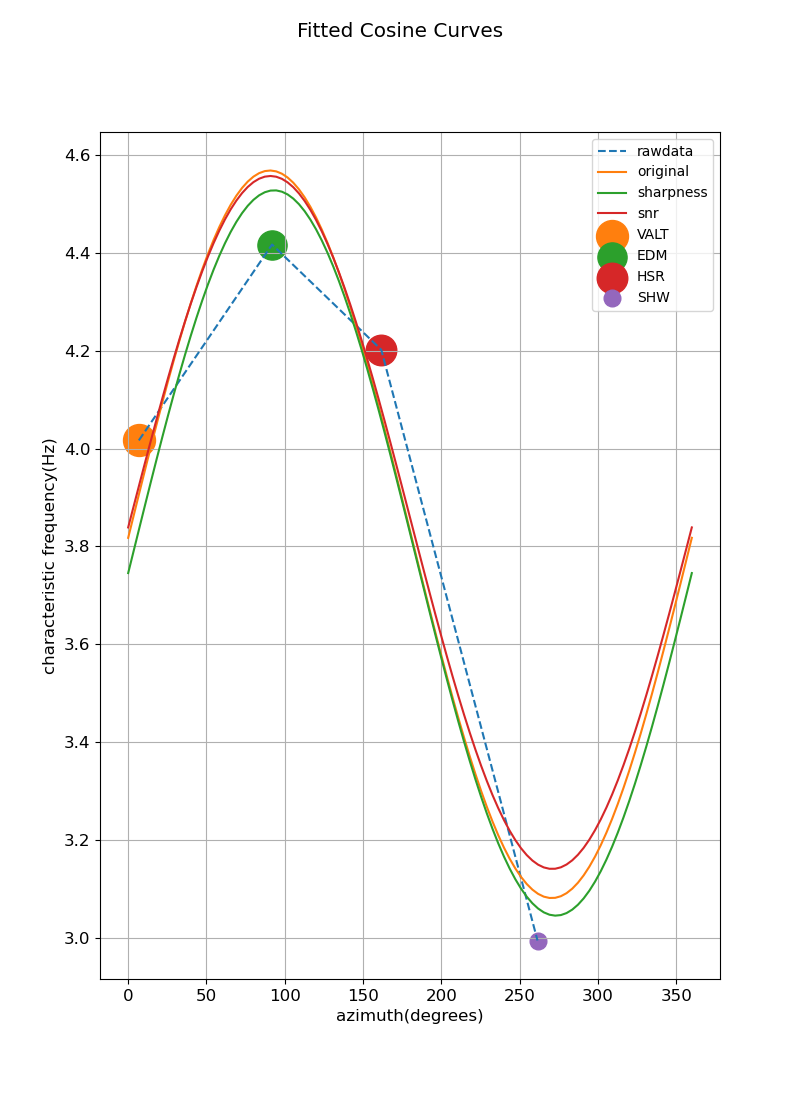 Fitted Cosine Curves
4.6
4.4
4.2
4.0
3.8
3.6
3.4
3.2
3.0
characteristic frequency(Hz)
0 50 100 150 200 250 300 350
azimuth(degrees)
rawdata
original
sharpness
snr
VALT
EDM
HSR
SHW